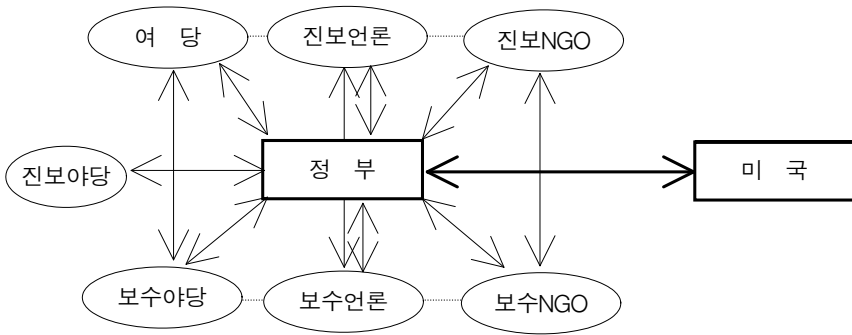 여 당
진보언론
진보NGO
진보야당
정 부
미 국
보수야당
보수언론
보수NGO